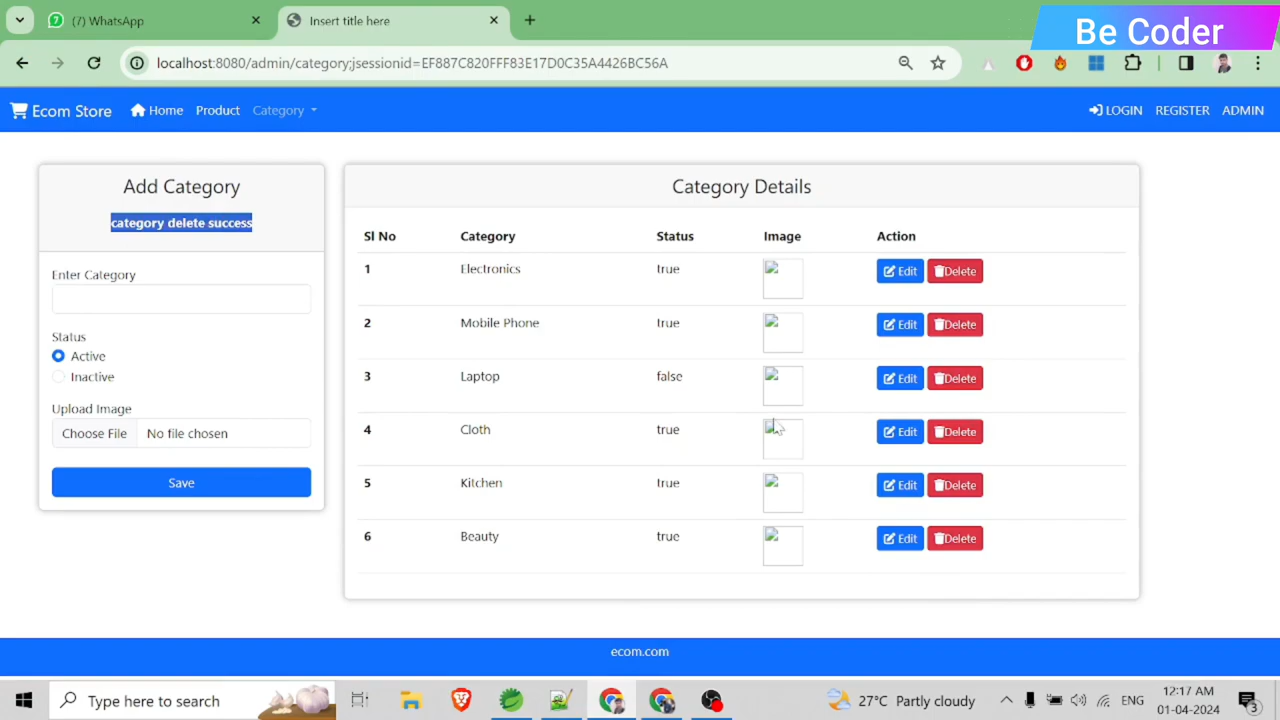 (7) WhatsApp
Insert title here
Be Coder
localhost:8080/admin/category;jsessionid=EF887C820FFF83E17D0C35A4426BC56A
Ecom Store
Home
Product
Category
LOGIN
REGISTER
ADMIN
Add Category
category delete success
Enter Category
Status
Active
Inactive
Upload Image
Choose File
No file chosen
Save
Category Details
Sl No Category Status Image Action
1 Electronics true Edit Delete
2 Mobile Phone true Edit Delete
3 Laptop false Edit Delete
4 Cloth true Edit Delete
5 Kitchen true Edit Delete
6 Beauty true Edit Delete
ecom.com
Type here to search
27°C Partly cloudy
ENG
12:17 AM
01-04-2024
3